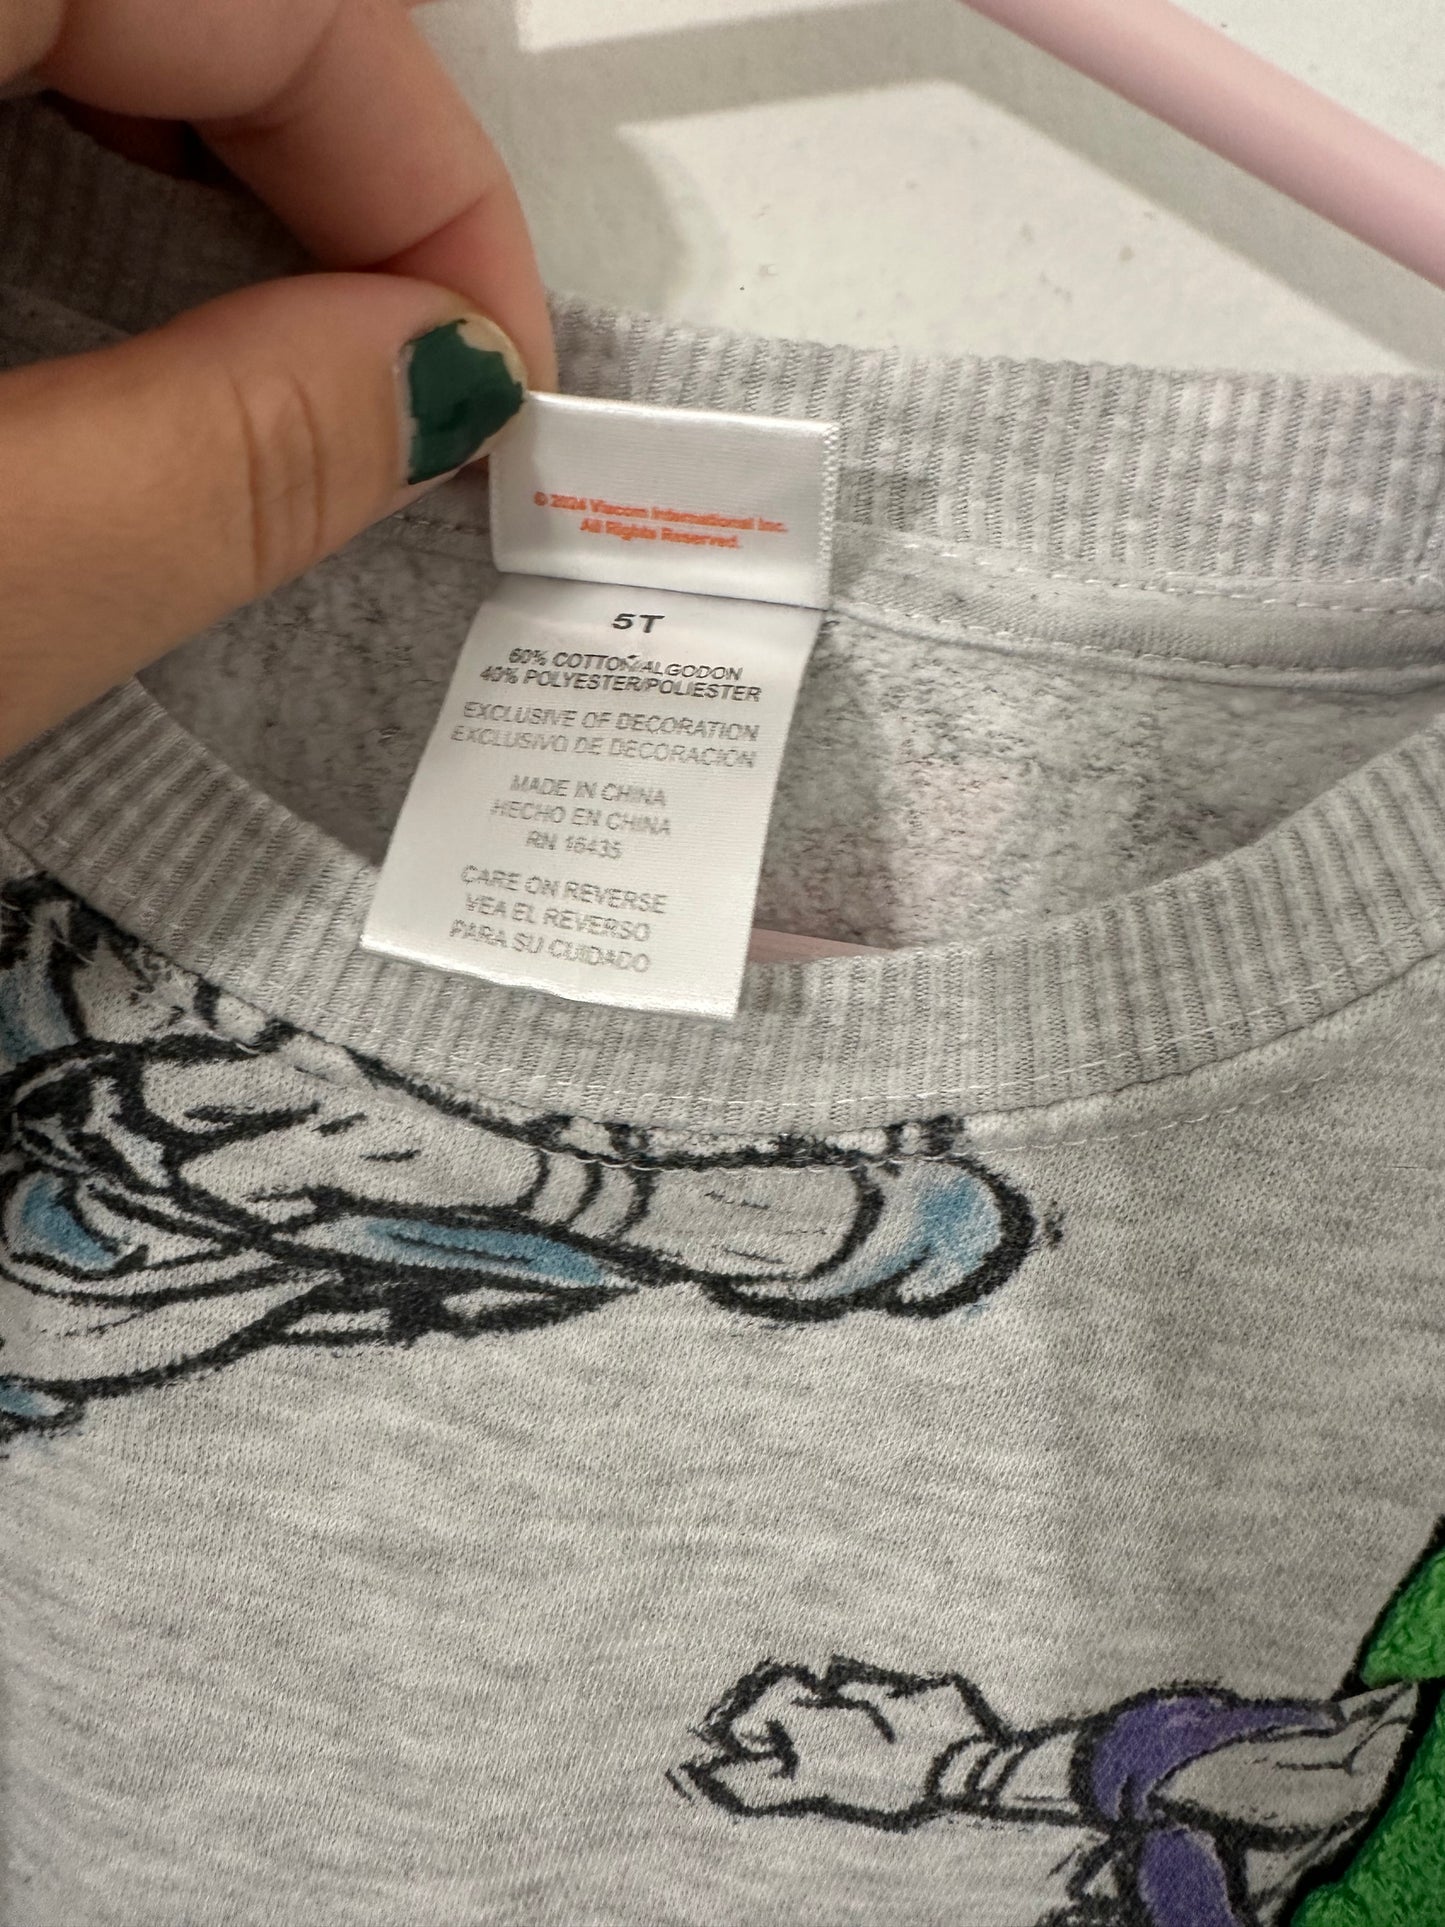 © 2024 Viacom International Inc.
All Rights Reserved.
5T
60% COTTON/ALGODON
40% POLYESTER/POLIESTER
EXCLUSIVE OF DECORATION
EXCLUSIVO DE DECORACION
MADE IN CHINA
HECHO EN CHINA
RN 16435
CARE ON REVERSE
VEA EL REVERSO
PARA SU CUIDADO